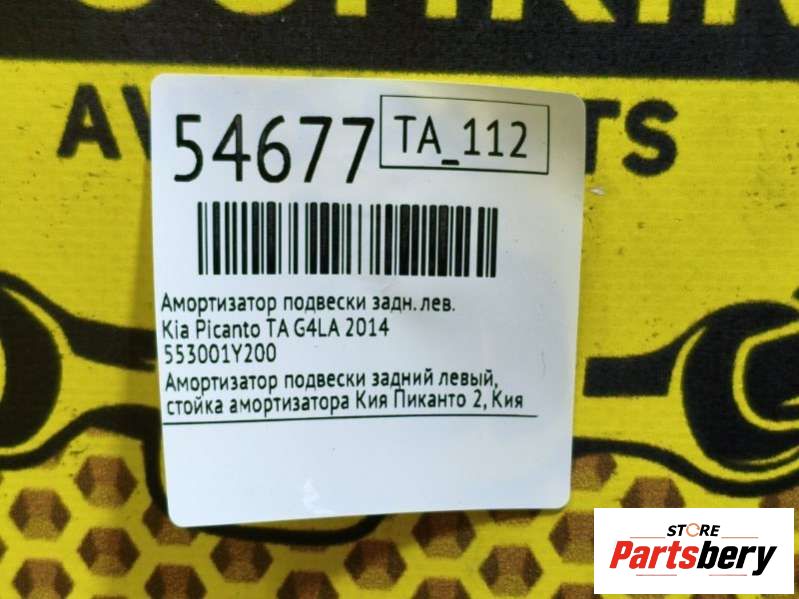 54677
TA_112
Амортизатор подвески задн. лев.
Kia Picanto TA G4LA 2014
553001Y200
Амортизатор подвески задний левый,
стойка амортизатора Кия Пиканто 2, Кия
STORE
Partsbery